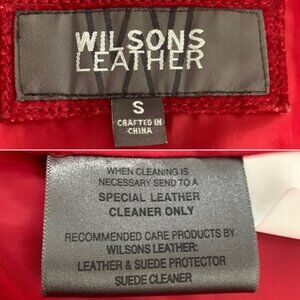 WILSONS
LEATHER
S
CRAFTED IN
CHINA
WHEN CLEANING IS
NECESSARY SEND TO A
SPECIAL LEATHER
CLEANER ONLY
RECOMMENDED CARE PRODUCTS BY
WILSONS LEATHER:
LEATHER & SUEDE PROTECTOR
SUEDE CLEANER